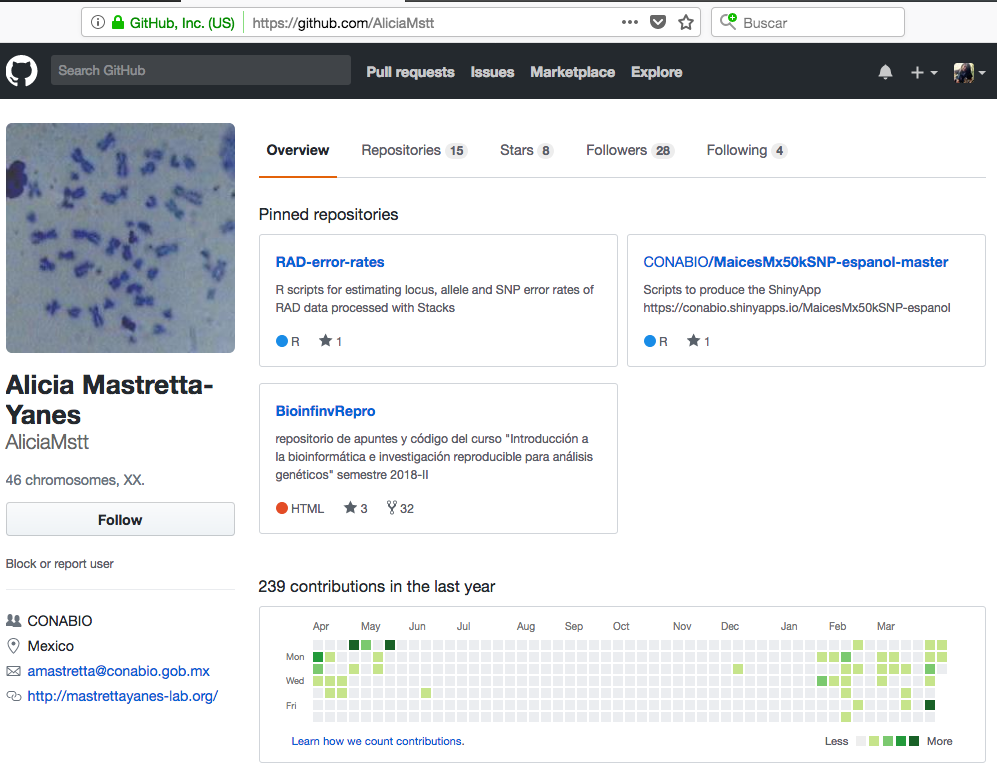 GitHub, Inc. (US)
https://github.com/AliciaMstt
Buscar
Search GitHub
Pull requests
Issues
Marketplace
Explore
Overview
Repositories 15
Stars 8
Followers 28
Following 4
Pinned repositories
RAD-error-rates
R scripts for estimating locus, allele and SNP error rates of
RAD data processed with Stacks
R 1
CONABIO/MaicesMx50kSNP-espanol-master
Scripts to produce the ShinyApp
https://conabio.shinyapps.io/MaicesMx50kSNP-espanol
R 1
BioinfinvRepro
repositorio de apuntes y código del curso "Introducción a
la bioinformática e investigación reproducible para análisis
genéticos" semestre 2018-II
HTML 3 32
Alicia Mastretta-
Yanes
AliciaMstt
46 chromosomes, XX.
Follow
Block or report user
CONABIO
Mexico
amastretta@conabio.gob.mx
http://mastrettayanes-lab.org/
239 contributions in the last year
Apr May Jun Jul Aug Sep Oct Nov Dec Jan Feb Mar
Mon
Wed
Fri
Learn how we count contributions.
Less More